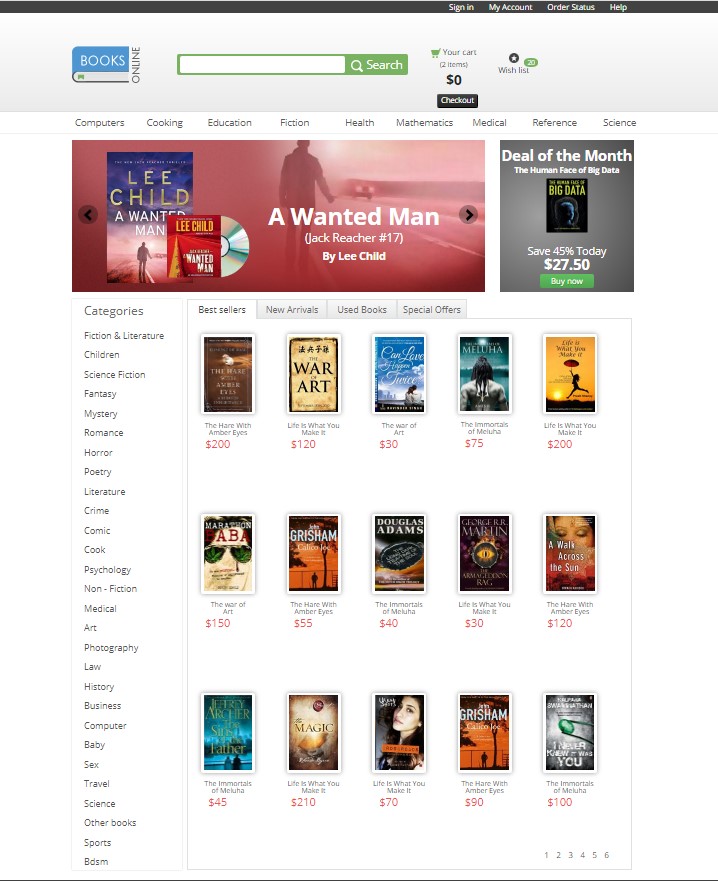 Sign in My Account Order Status Help
BOOKS
ONLINE
Search
Your cart
(2 items)
$0
Checkout
20
Wish list
Computers Cooking Education Fiction Health Mathematics Medical Reference Science
LEE
CHILD
A WANTED
MAN
LEE CHILD
WANTED
MAN
A Wanted Man
(Jack Reacher #17)
By Lee Child
Deal of the Month
The Human Face of Big Data
THE HUMAN FACE OF
BIG DATA
Save 45% Today
$27.50
Buy now
Categories
Fiction & Literature
Children
Science Fiction
Fantasy
Mystery
Romance
Horror
Poetry
Literature
Crime
Comic
Cook
Psychology
Non - Fiction
Medical
Art
Photography
Law
History
Business
Computer
Baby
Sex
Travel
Science
Other books
Sports
Bdsm
Best sellers New Arrivals Used Books Special Offers
THE HARE
WITH
AMBER
EYES
The Hare With
Amber Eyes
$200
THE
WAR
OF
ART
Life Is What You
Make It
$120
Can Love
Happen
Twice
RAVINDER SINGH
The war of
Art
$30
MELUHA
The Immortals
of Meluha
$75
Life is
What You
Make it
Life Is What You
Make It
$200
MARATHON
BABA
The war of
Art
$150
John
GRISHAM
Calico Joe
The Hare With
Amber Eyes
$55
DOUGLAS
ADAMS
The Immortals
of Meluha
$40
GEORGE R.R.
MARTIN
THE
ARMAGEDDON
RAG
Life Is What You
Make It
$30
A Walk
Across
the Sun
The Hare With
Amber Eyes
$120
JEFFREY
ARCHER
The
Sins
of the
Father
The Immortals
of Meluha
$45
The
MAGIC
Life Is What You
Make It
$210
Life Is What You
Make It
$70
John
GRISHAM
Calico Joe
The Hare With
Amber Eyes
$90
SWAMINATHAN
I NEVER
KNEW IT WAS
YOU
The Immortals
of Meluha
$100
1 2 3 4 5 6